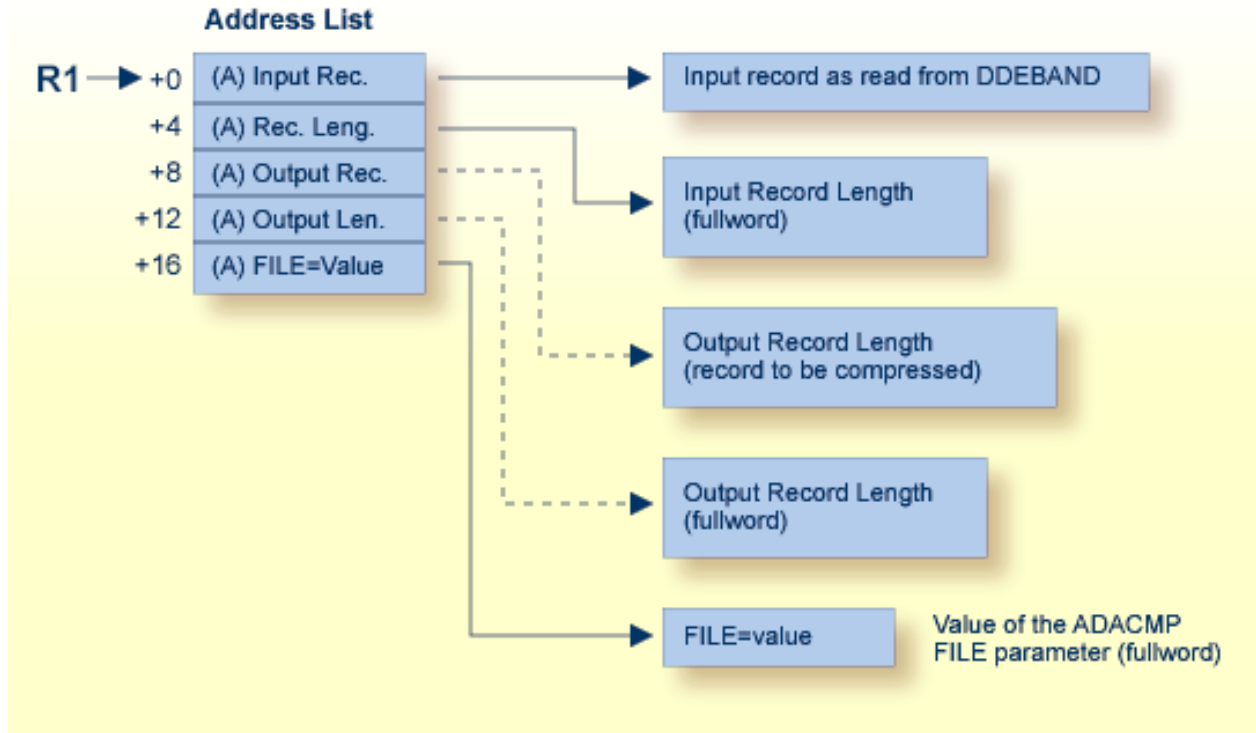 Address List
R1
+0
(A) Input Rec.
Input record as read from DDEBAND
+4
(A) Rec. Leng.
+8
(A) Output Rec.
+12
(A) Output Len.
+16
(A) FILE=Value
Input Record Length
(fullword)
Output Record Length
(record to be compressed)
Output Record Length
(fullword)
FILE=value
Value of the ADACMP
FILE parameter (fullword)